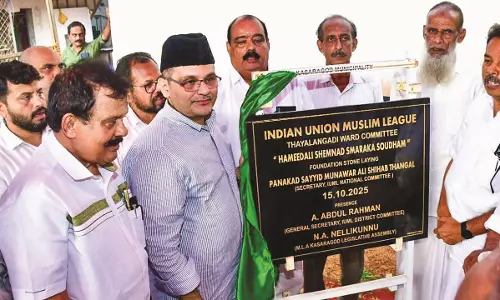 KASARAGOD MUNICIPALITY
INDIAN UNION MUSLIM LEAGUE
THAYALANGADI WARD COMMITTEE
" HAMEEDALI SHEMNAD SMARAKA SOUDHAM "
FOUNDATION STONE LAYING
PANAKAD SAYYID MUNAWAR ALI SHIHAB THANGAL
(SECRETARY, IUML NATIONAL COMMITTEE )
15.10.2025
PRESENCE
A. ABDUL RAHMAN
(GENERAL SECRETARY, IUML DISTRICT COMMITTEE)
N.A. NELLIKUNNU
(M.L.A KASARAGOD LEGISLATIVE ASSEMBLY)